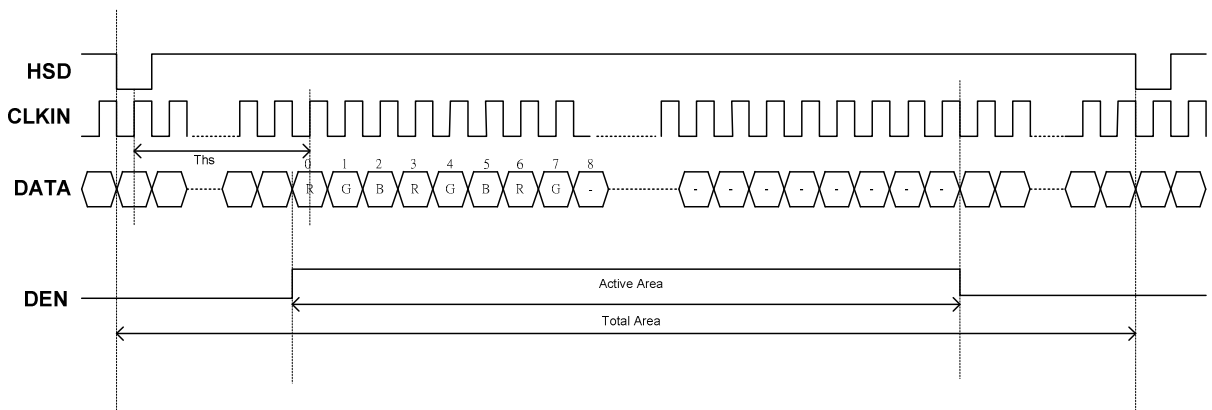 HSD
CLKIN
Ths
0 1 2 3 4 5 6 7 8
DATA
R G B R G B R G -
- - - - - - - -
Active Area
DEN
Total Area